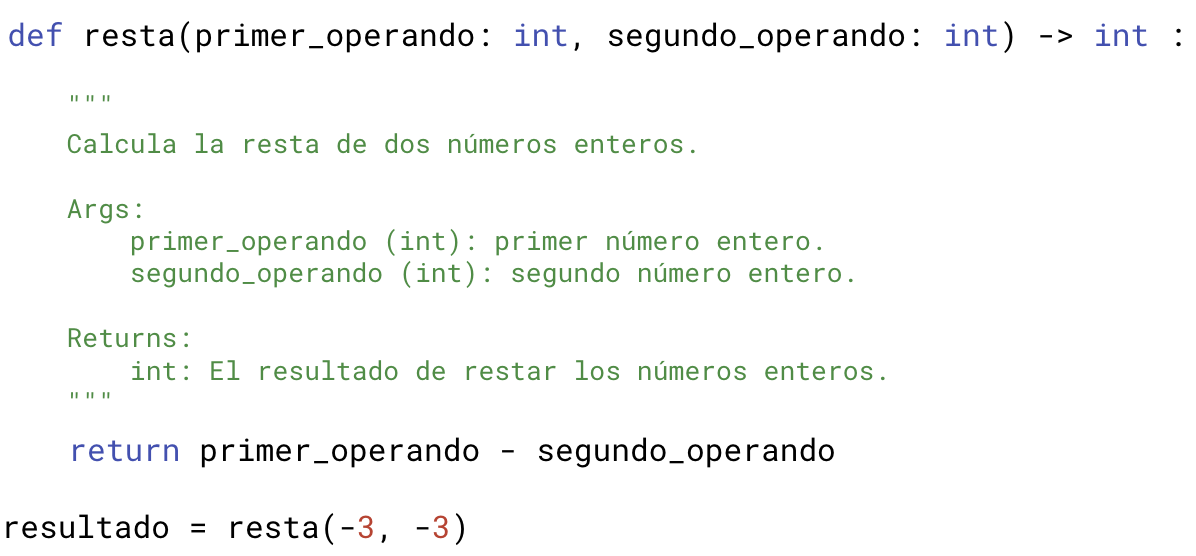 def resta(primer_operando: int, segundo_operando: int) -> int :
"""
Calcula la resta de dos números enteros.
Args:
primer_operando (int): primer número entero.
segundo_operando (int): segundo número entero.
Returns:
int: El resultado de restar los números enteros.
"""
return primer_operando - segundo_operando
resultado = resta(-3, -3)